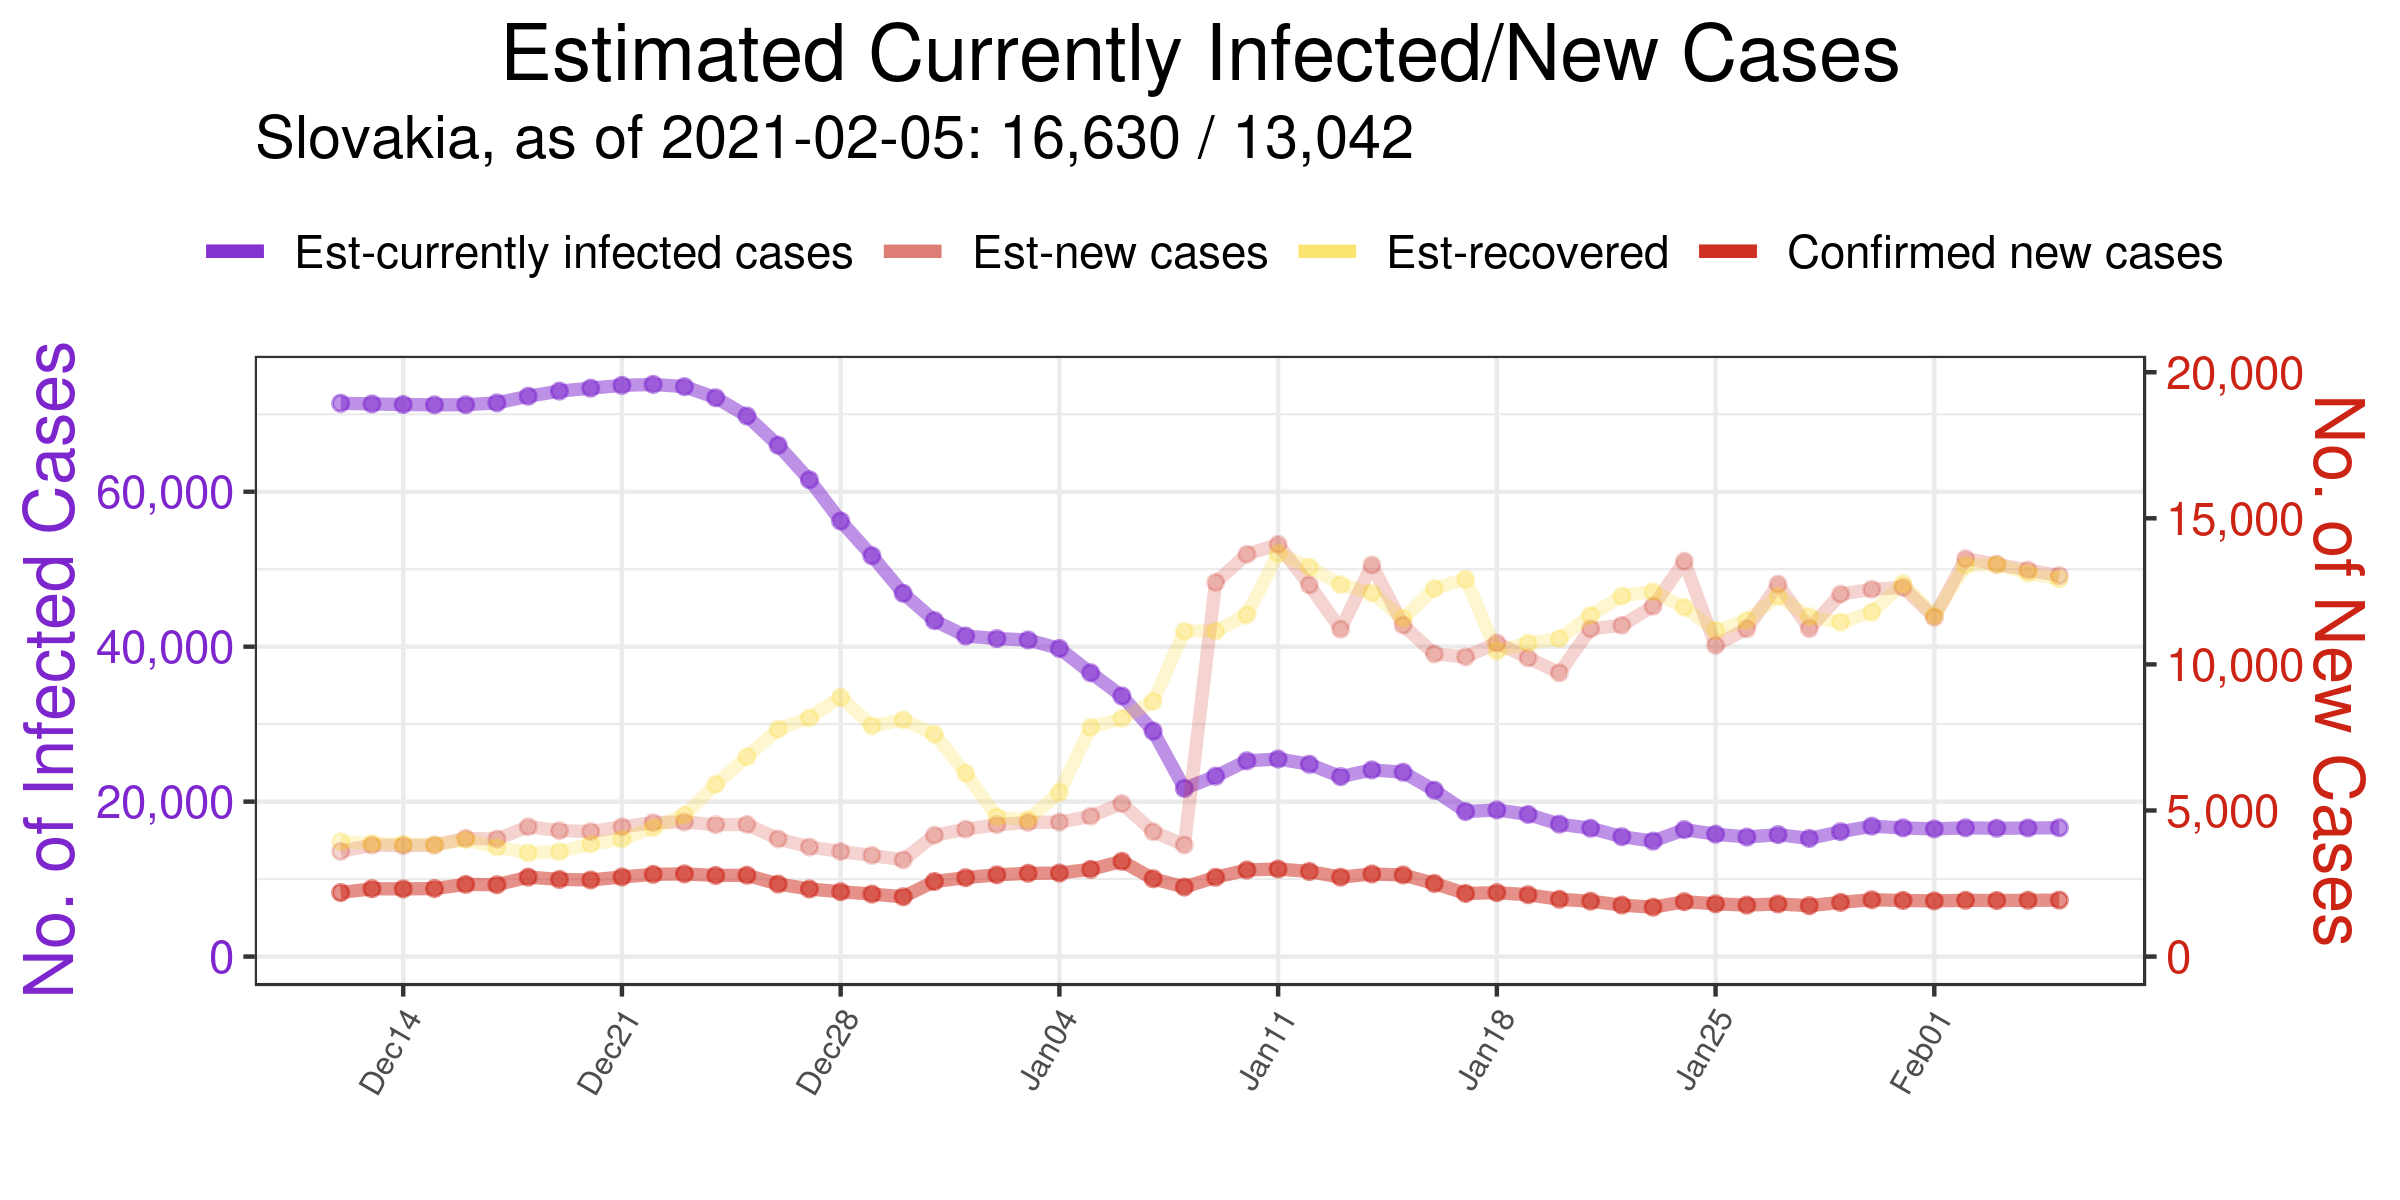 Estimated Currently Infected/New Cases
Slovakia, as of 2021-02-05: 16,630 / 13,042
Est-currently infected cases Est-new cases Est-recovered Confirmed new cases
No. of Infected Cases
60,000
40,000
20,000
0
20,000
15,000
10,000
5,000
0
No. of New Cases
Dec14 Dec21 Dec28 Jan04 Jan11 Jan18 Jan25 Feb01